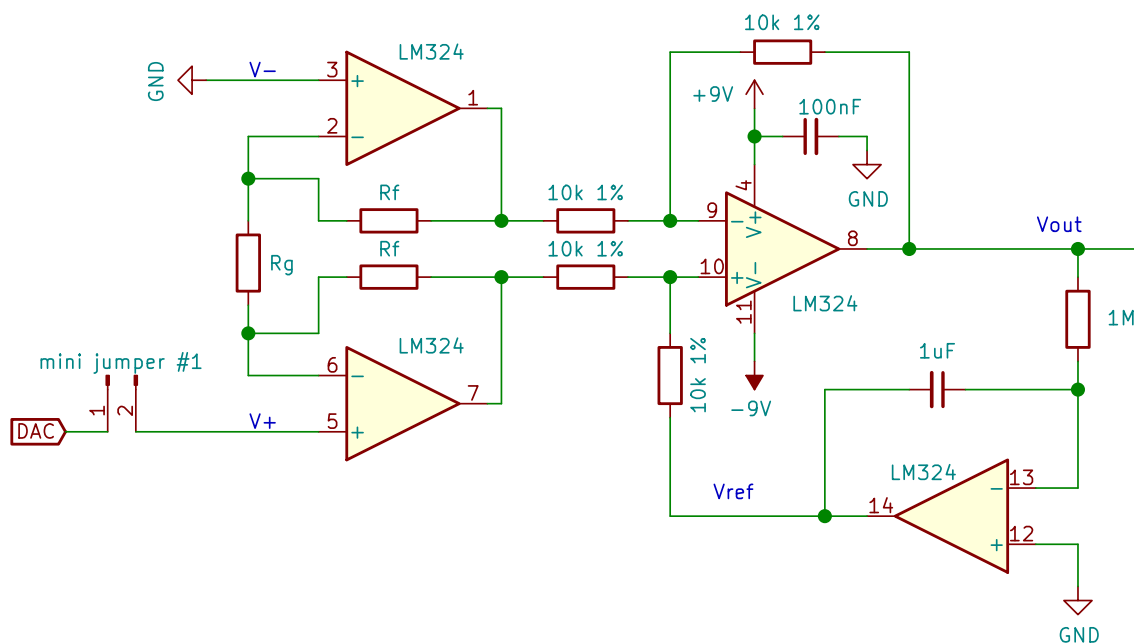 10k 1%
LM324
GND
V-
3
+
1
2
−
+9V
100nF
GND
4
V+
Rf
10k 1%
9
−
Rf
10k 1%
8
Vout
10
+
V-
11
LM324
Rg
10k 1%
−9V
1M
LM324
6
−
7
5
+
mini jumper #1
1
2
DAC
V+
1uF
LM324
13
−
14
12
+
Vref
GND